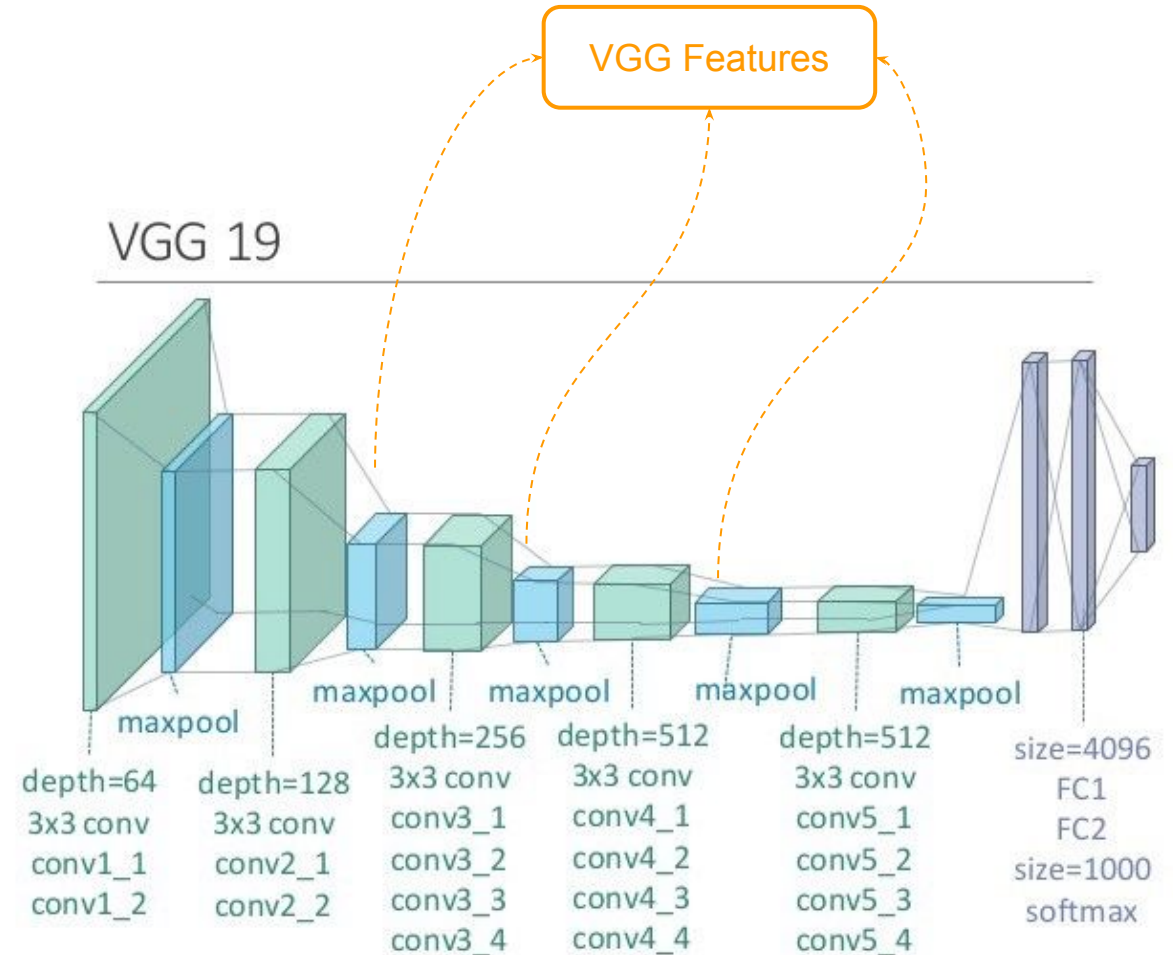 VGG Features
VGG 19
maxpool
maxpool
maxpool
maxpool
maxpool
depth=64
3x3 conv
conv1_1
conv1_2
depth=128
3x3 conv
conv2_1
conv2_2
depth=256
3x3 conv
conv3_1
conv3_2
conv3_3
conv3_4
depth=512
3x3 conv
conv4_1
conv4_2
conv4_3
conv4_4
depth=512
3x3 conv
conv5_1
conv5_2
conv5_3
conv5_4
size=4096
FC1
FC2
size=1000
softmax